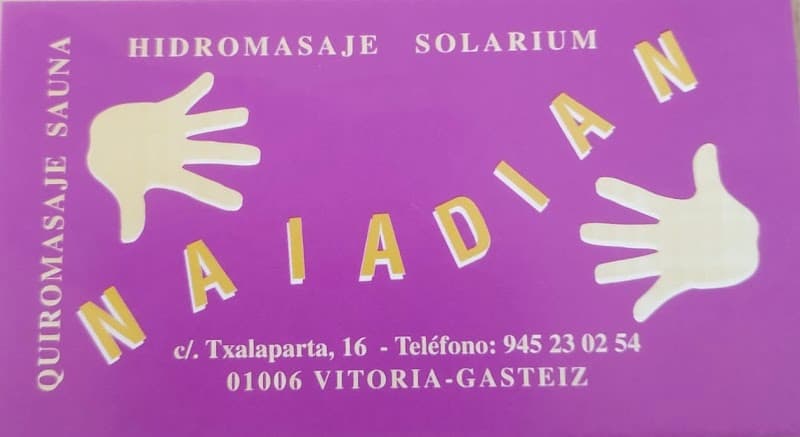 HIDROMASAJE SOLARIUM
QUIROMASAJE SAUNA
NAIADIAN
c/. Txalaparta, 16 - Teléfono: 945 23 02 54
01006 VITORIA-GASTEIZ